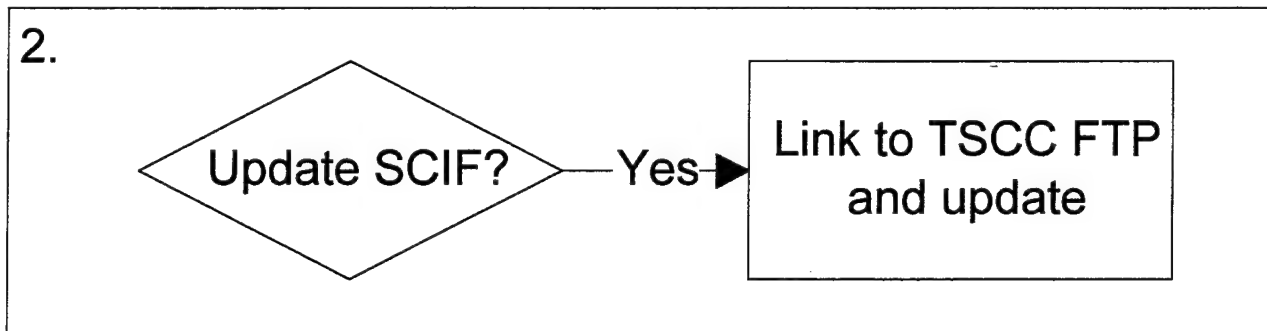 2.
Update SCIF?
Yes
Link to TSCC FTP
and update